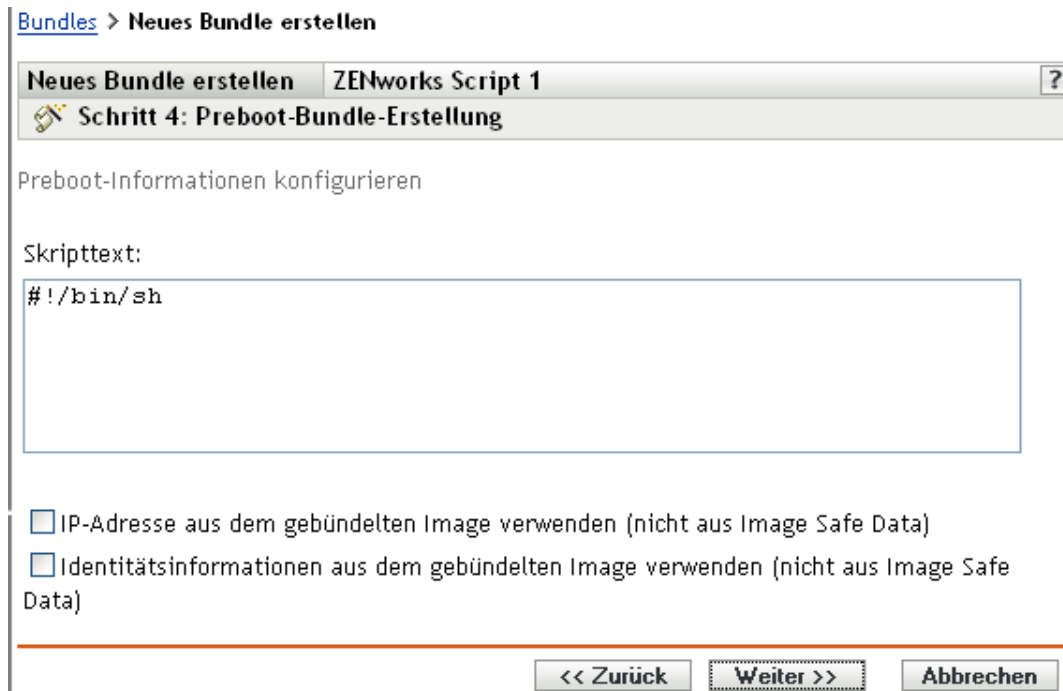 Bundles > Neues Bundle erstellen
Neues Bundle erstellen ZENworks Script 1 ?
Schritt 4: Preboot-Bundle-Erstellung
Preboot-Informationen konfigurieren
Skripttext:
#!/bin/sh
IP-Adresse aus dem gebündelten Image verwenden (nicht aus Image Safe Data)
Identitätsinformationen aus dem gebündelten Image verwenden (nicht aus Image Safe
Data)
<< Zurück Weiter >> Abbrechen